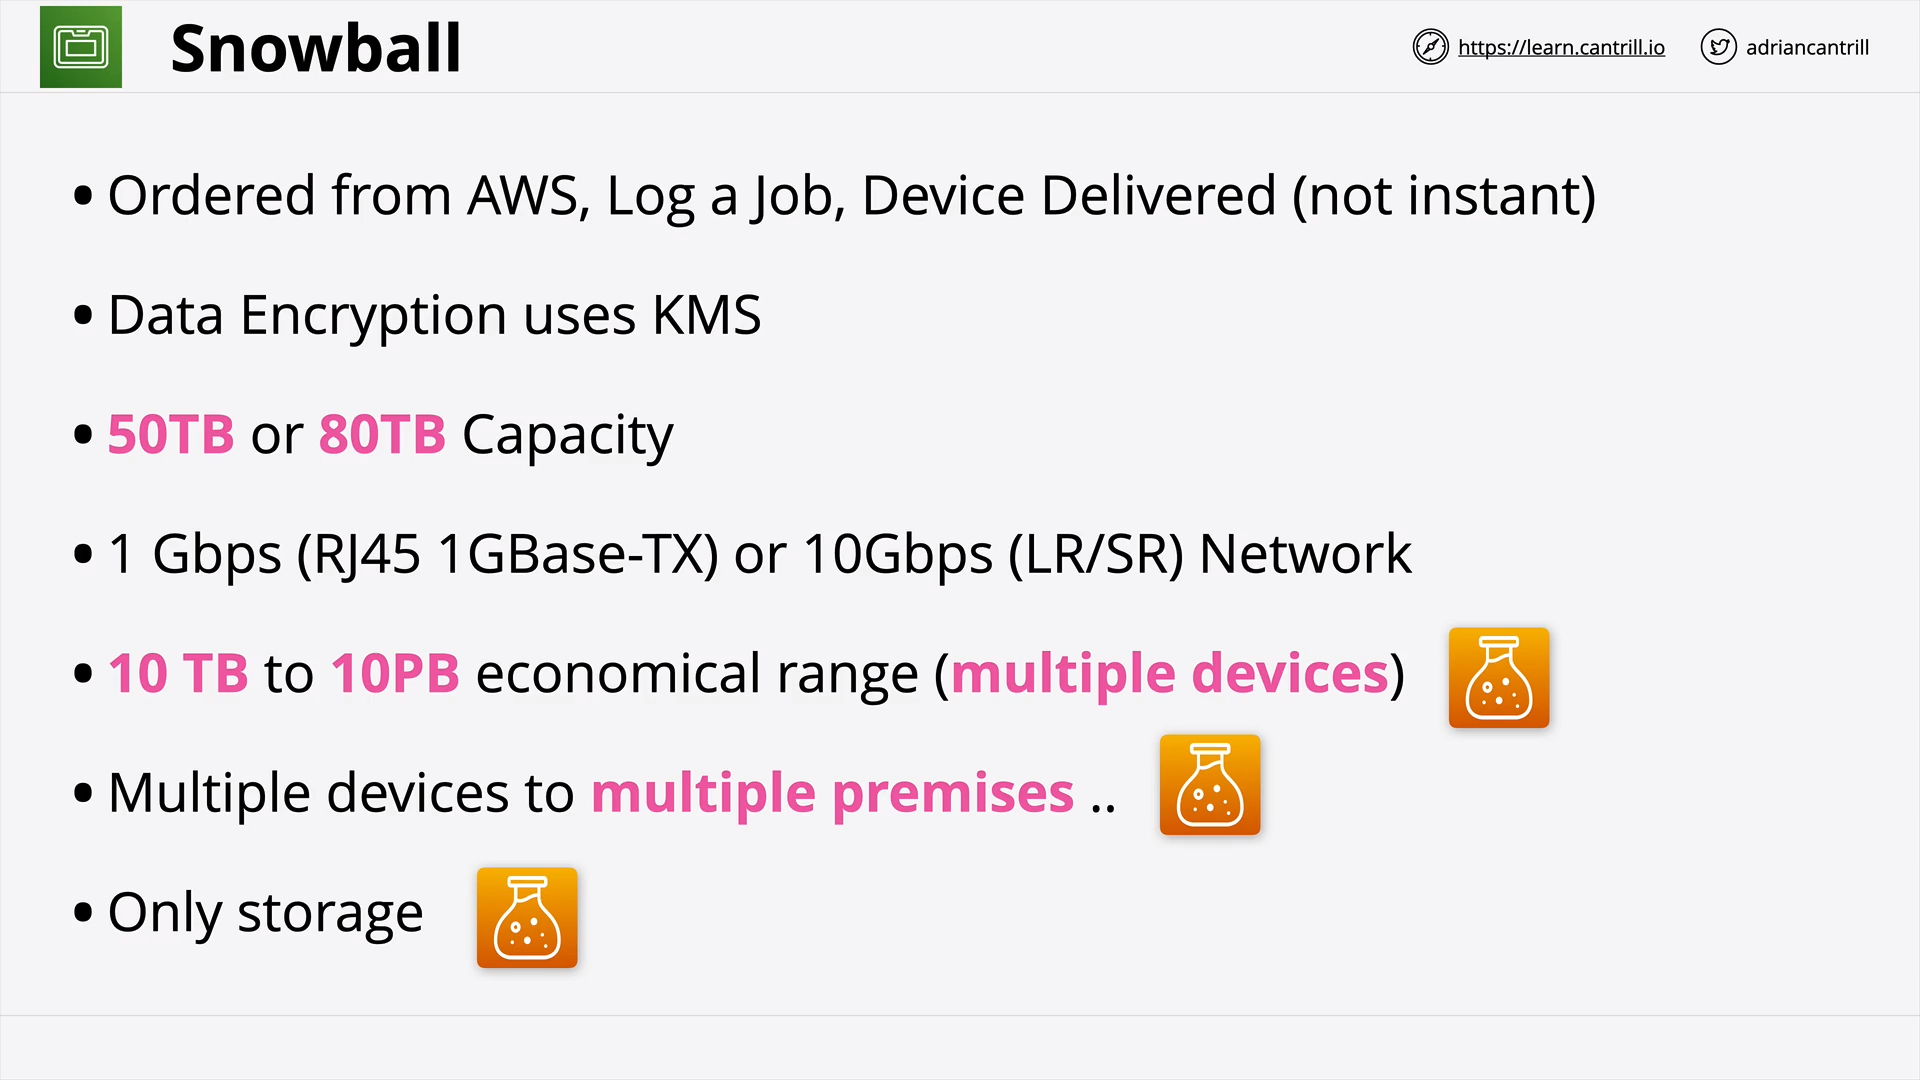 Snowball
https://learn.cantrill.io
adriancantrill
• Ordered from AWS, Log a Job, Device Delivered (not instant)
• Data Encryption uses KMS
• 50TB or 80TB Capacity
• 1 Gbps (RJ45 1GBase-TX) or 10Gbps (LR/SR) Network
• 10 TB to 10PB economical range (multiple devices)
• Multiple devices to multiple premises ..
• Only storage